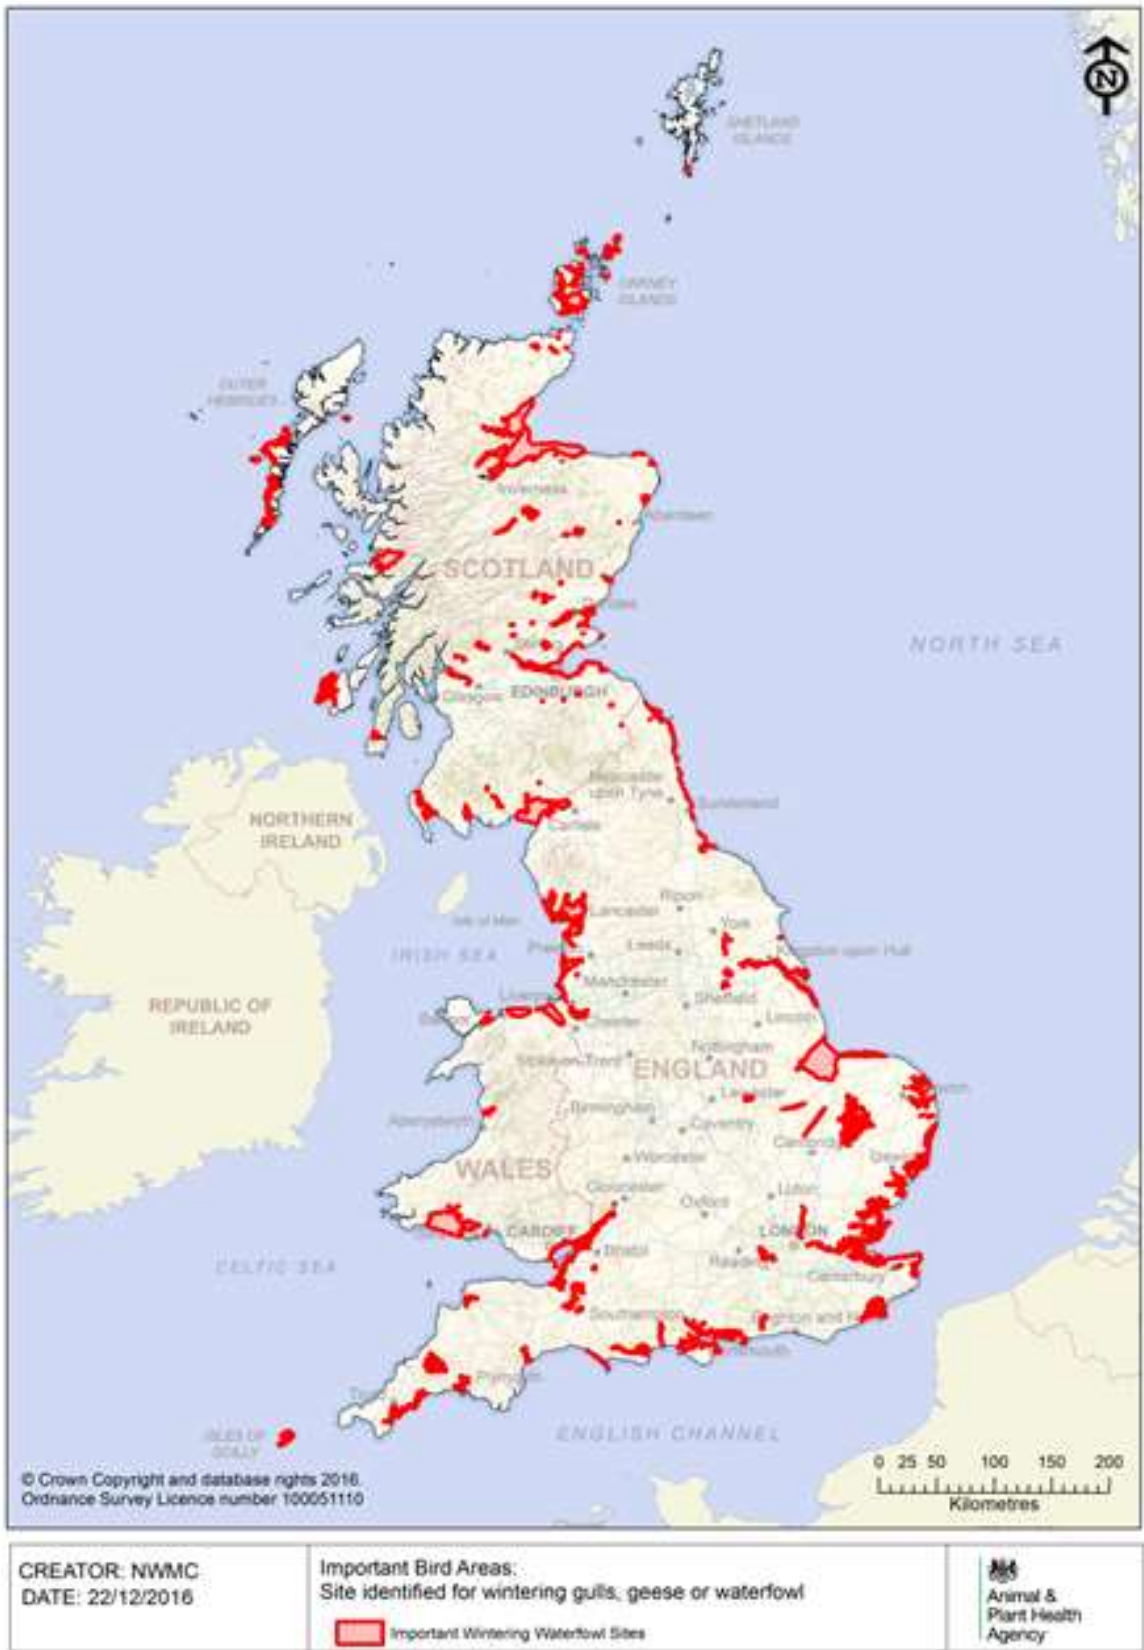 N
SHETLAND
ISLANDS
ORKNEY
ISLANDS
OUTER
HEBRIDES
Inverness
Aberdeen
SCOTLAND
Dundee
NORTH SEA
Glasgow
EDINBURGH
Newcastle
upon Tyne
Sunderland
NORTHERN
IRELAND
Carlisle
Isle of Man
Lancaster
Ripon
York
IRISH SEA
Leeds
Kingston upon Hull
Manchester
Sheffield
REPUBLIC OF
IRELAND
Chester
Lincoln
Stoke-on-Trent
Nottingham
ENGLAND
Leicester
Birmingham
Coventry
WALES
Worcester
Gloucester
Oxford
Luton
CARDIFF
Bristol
LONDON
Canterbury
CELTIC SEA
Southampton
Plymouth
ISLES OF
SCILLY
ENGLISH CHANNEL
0 25 50 100 150 200
Kilometres
© Crown Copyright and database rights 2016.
Ordnance Survey Licence number 100051110
CREATOR: NWMC
DATE: 22/12/2016
Important Bird Areas:
Site identified for wintering gulls, geese or waterfowl
Important Wintering Waterfowl Sites
Animal &
Plant Health
Agency